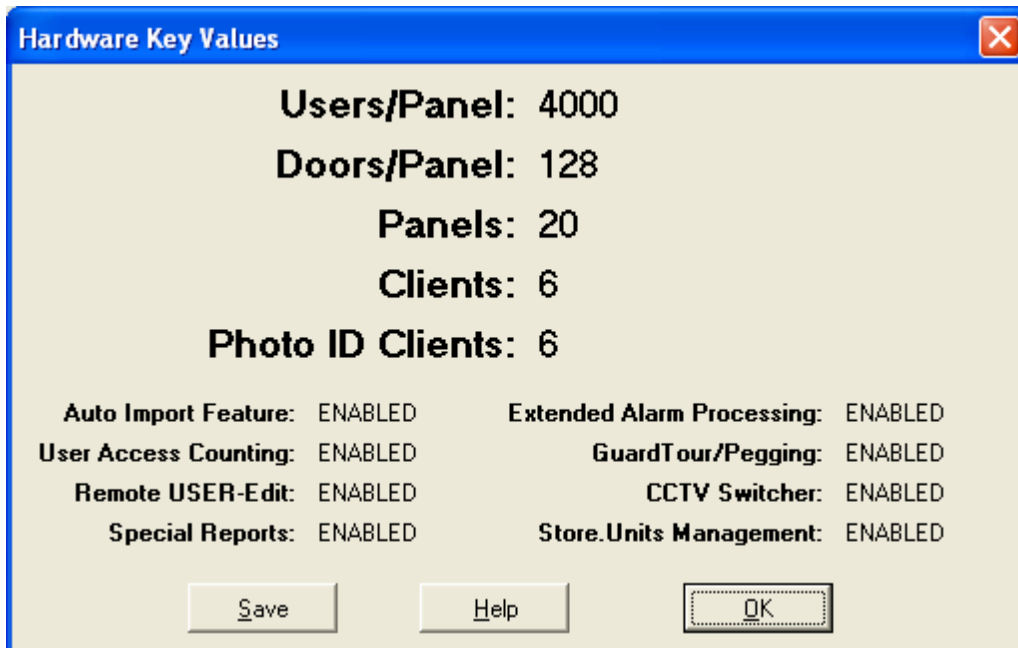 Hardware Key Values
Users/Panel: 4000
Doors/Panel: 128
Panels: 20
Clients: 6
Photo ID Clients: 6
Auto Import Feature: ENABLED Extended Alarm Processing: ENABLED
User Access Counting: ENABLED GuardTour/Pegging: ENABLED
Remote USER-Edit: ENABLED CCTV Switcher: ENABLED
Special Reports: ENABLED Store.Units Management: ENABLED
Save Help OK